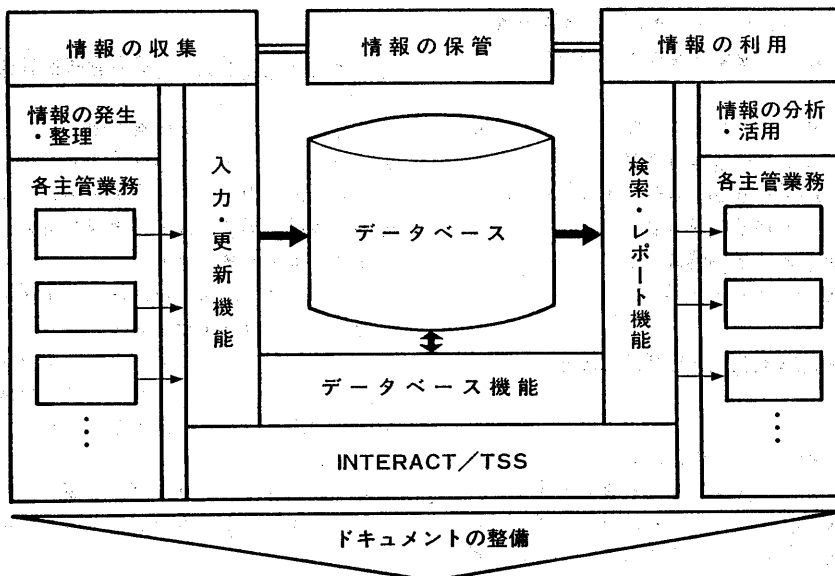 情報の収集
情報の保管
情報の利用
情報の発生
・整理
各主管業務
入力・更新機能
データベース
検索・レポート機能
情報の分析
・活用
各主管業務
データベース機能
INTERACT/TSS
ドキュメントの整備